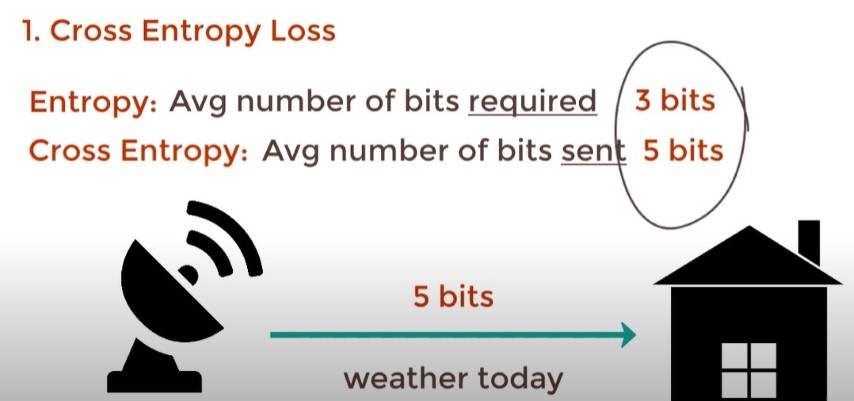 1. Cross Entropy Loss
Entropy: Avg number of bits required 3 bits
Cross Entropy: Avg number of bits sent 5 bits
5 bits
weather today